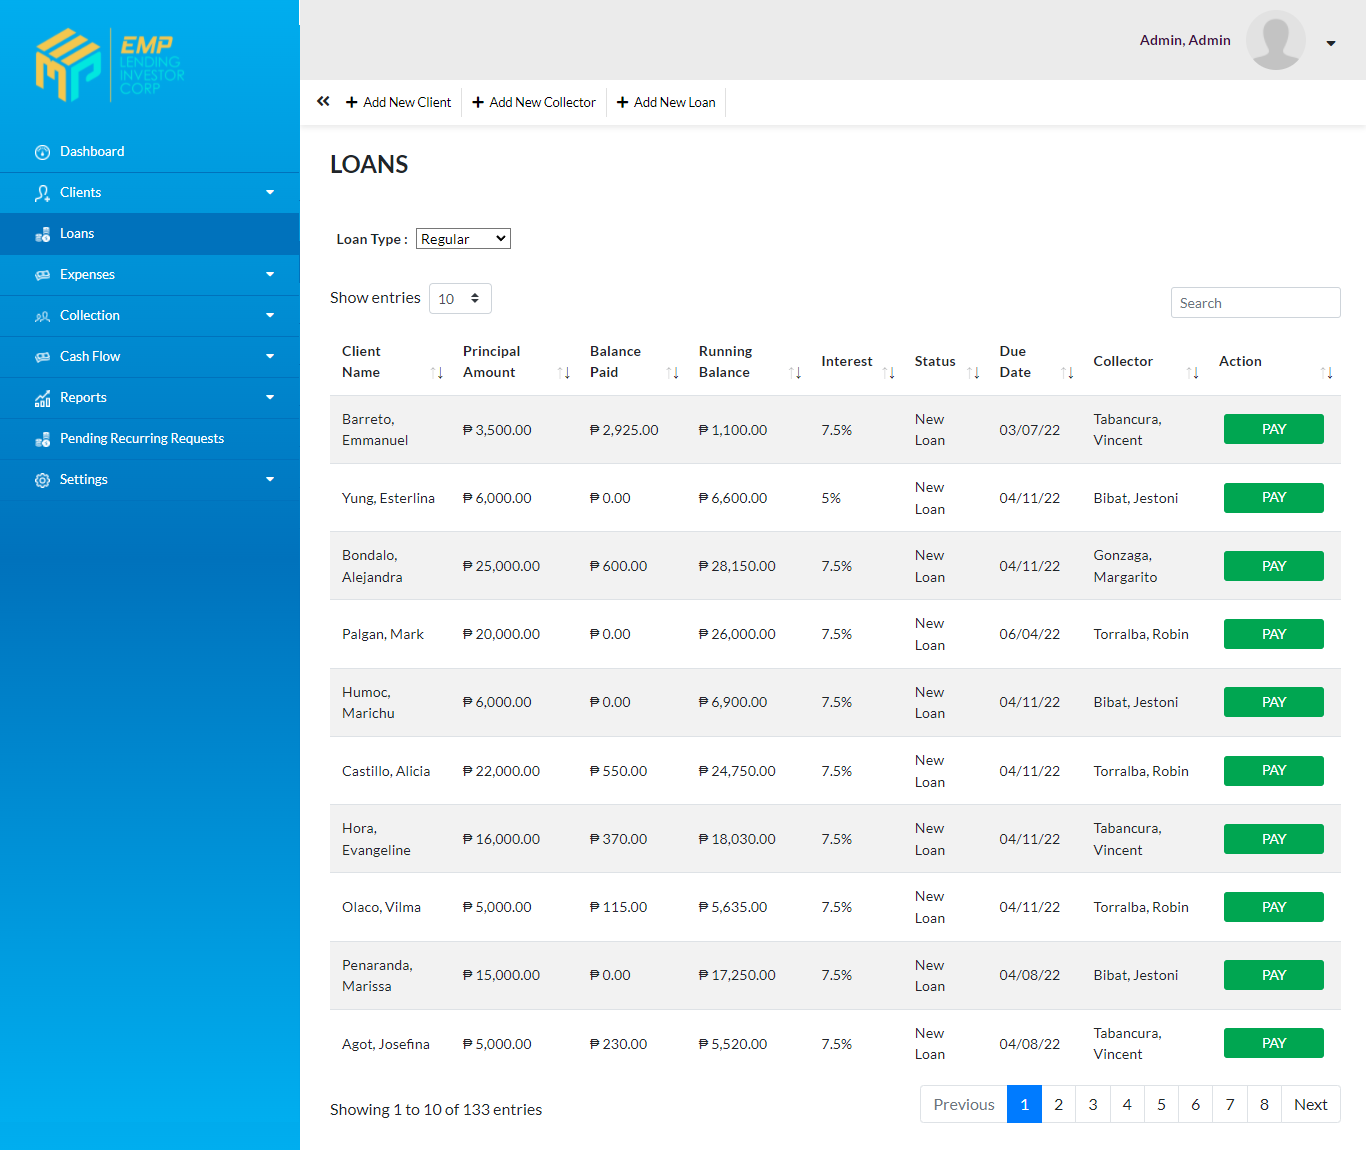 EMP
LENDING
INVESTOR
CORP
Admin, Admin
Add New Client
Add New Collector
Add New Loan
Dashboard
Clients
Loans
Expenses
Collection
Cash Flow
Reports
Pending Recurring Requests
Settings
LOANS
Loan Type : Regular
Show entries 10
Search
Client Name Principal Amount Balance Paid Running Balance Interest Status Due Date Collector Action
Barreto, Emmanuel ₱ 3,500.00 ₱ 2,925.00 ₱ 1,100.00 7.5% New Loan 03/07/22 Tabancura, Vincent PAY
Yung, Esterlina ₱ 6,000.00 ₱ 0.00 ₱ 6,600.00 5% New Loan 04/11/22 Bibat, Jestoni PAY
Bondalo, Alejandra ₱ 25,000.00 ₱ 600.00 ₱ 28,150.00 7.5% New Loan 04/11/22 Gonzaga, Margarito PAY
Palgan, Mark ₱ 20,000.00 ₱ 0.00 ₱ 26,000.00 7.5% New Loan 06/04/22 Torralba, Robin PAY
Humoc, Marichu ₱ 6,000.00 ₱ 0.00 ₱ 6,900.00 7.5% New Loan 04/11/22 Bibat, Jestoni PAY
Castillo, Alicia ₱ 22,000.00 ₱ 550.00 ₱ 24,750.00 7.5% New Loan 04/11/22 Torralba, Robin PAY
Hora, Evangeline ₱ 16,000.00 ₱ 370.00 ₱ 18,030.00 7.5% New Loan 04/11/22 Tabancura, Vincent PAY
Olaco, Vilma ₱ 5,000.00 ₱ 115.00 ₱ 5,635.00 7.5% New Loan 04/11/22 Torralba, Robin PAY
Penaranda, Marissa ₱ 15,000.00 ₱ 0.00 ₱ 17,250.00 7.5% New Loan 04/08/22 Bibat, Jestoni PAY
Agot, Josefina ₱ 5,000.00 ₱ 230.00 ₱ 5,520.00 7.5% New Loan 04/08/22 Tabancura, Vincent PAY
Showing 1 to 10 of 133 entries
Previous 1 2 3 4 5 6 7 8 Next